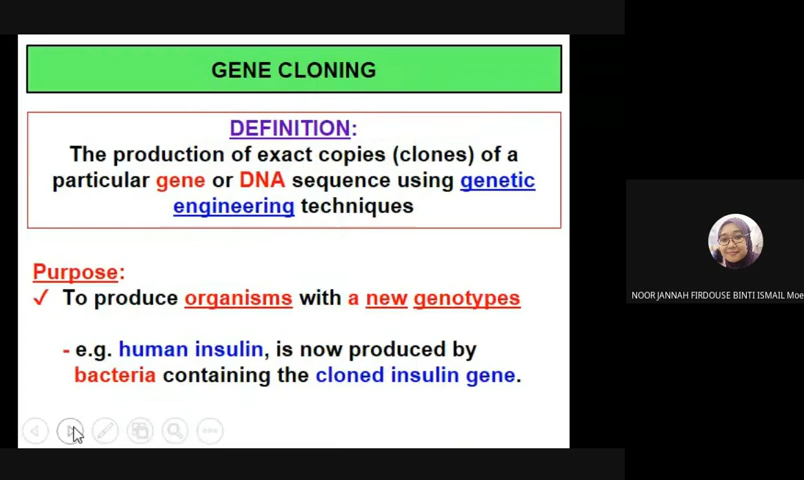 GENE CLONING
DEFINITION:
The production of exact copies (clones) of a
particular gene or DNA sequence using genetic
engineering techniques
Purpose:
✓ To produce organisms with a new genotypes
- e.g. human insulin, is now produced by
bacteria containing the cloned insulin gene.
NOOR JANNAH FIRDOUSE BINTI ISMAIL Moe